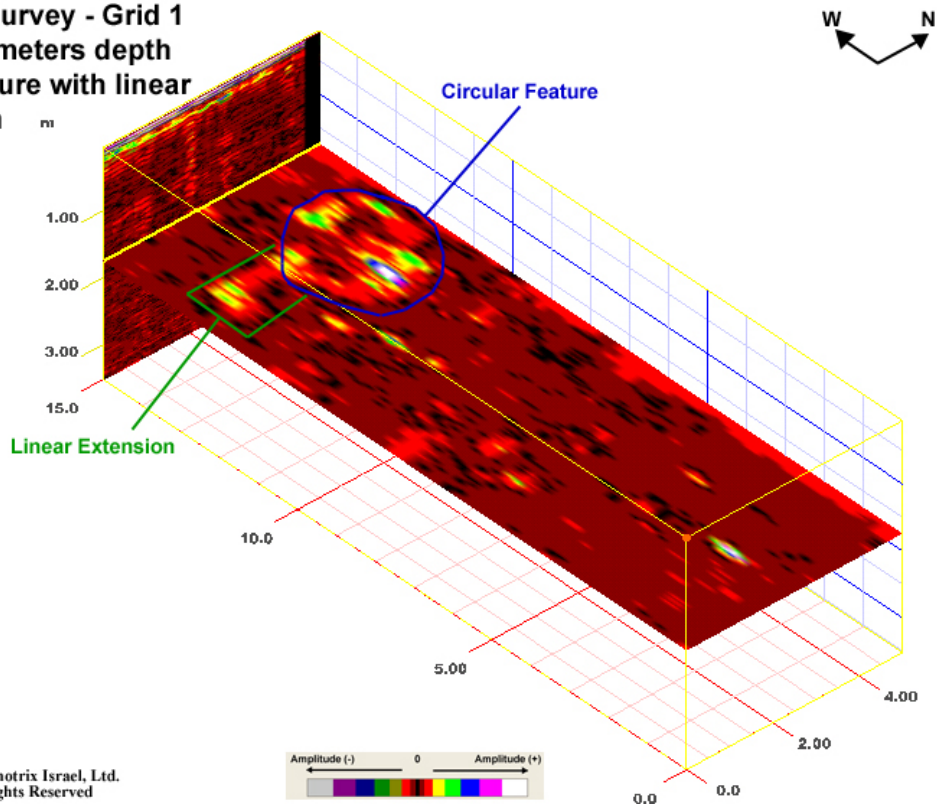 urvey - Grid 1
meters depth
ure with linear
m
W
N
Circular Feature
1.00
2.00
3.00
15.0
Linear Extension
10.0
5.00
4.00
2.00
0.0
0.0
Amplitude (-) 0 Amplitude (+)
otrix Israel, Ltd.
ghts Reserved